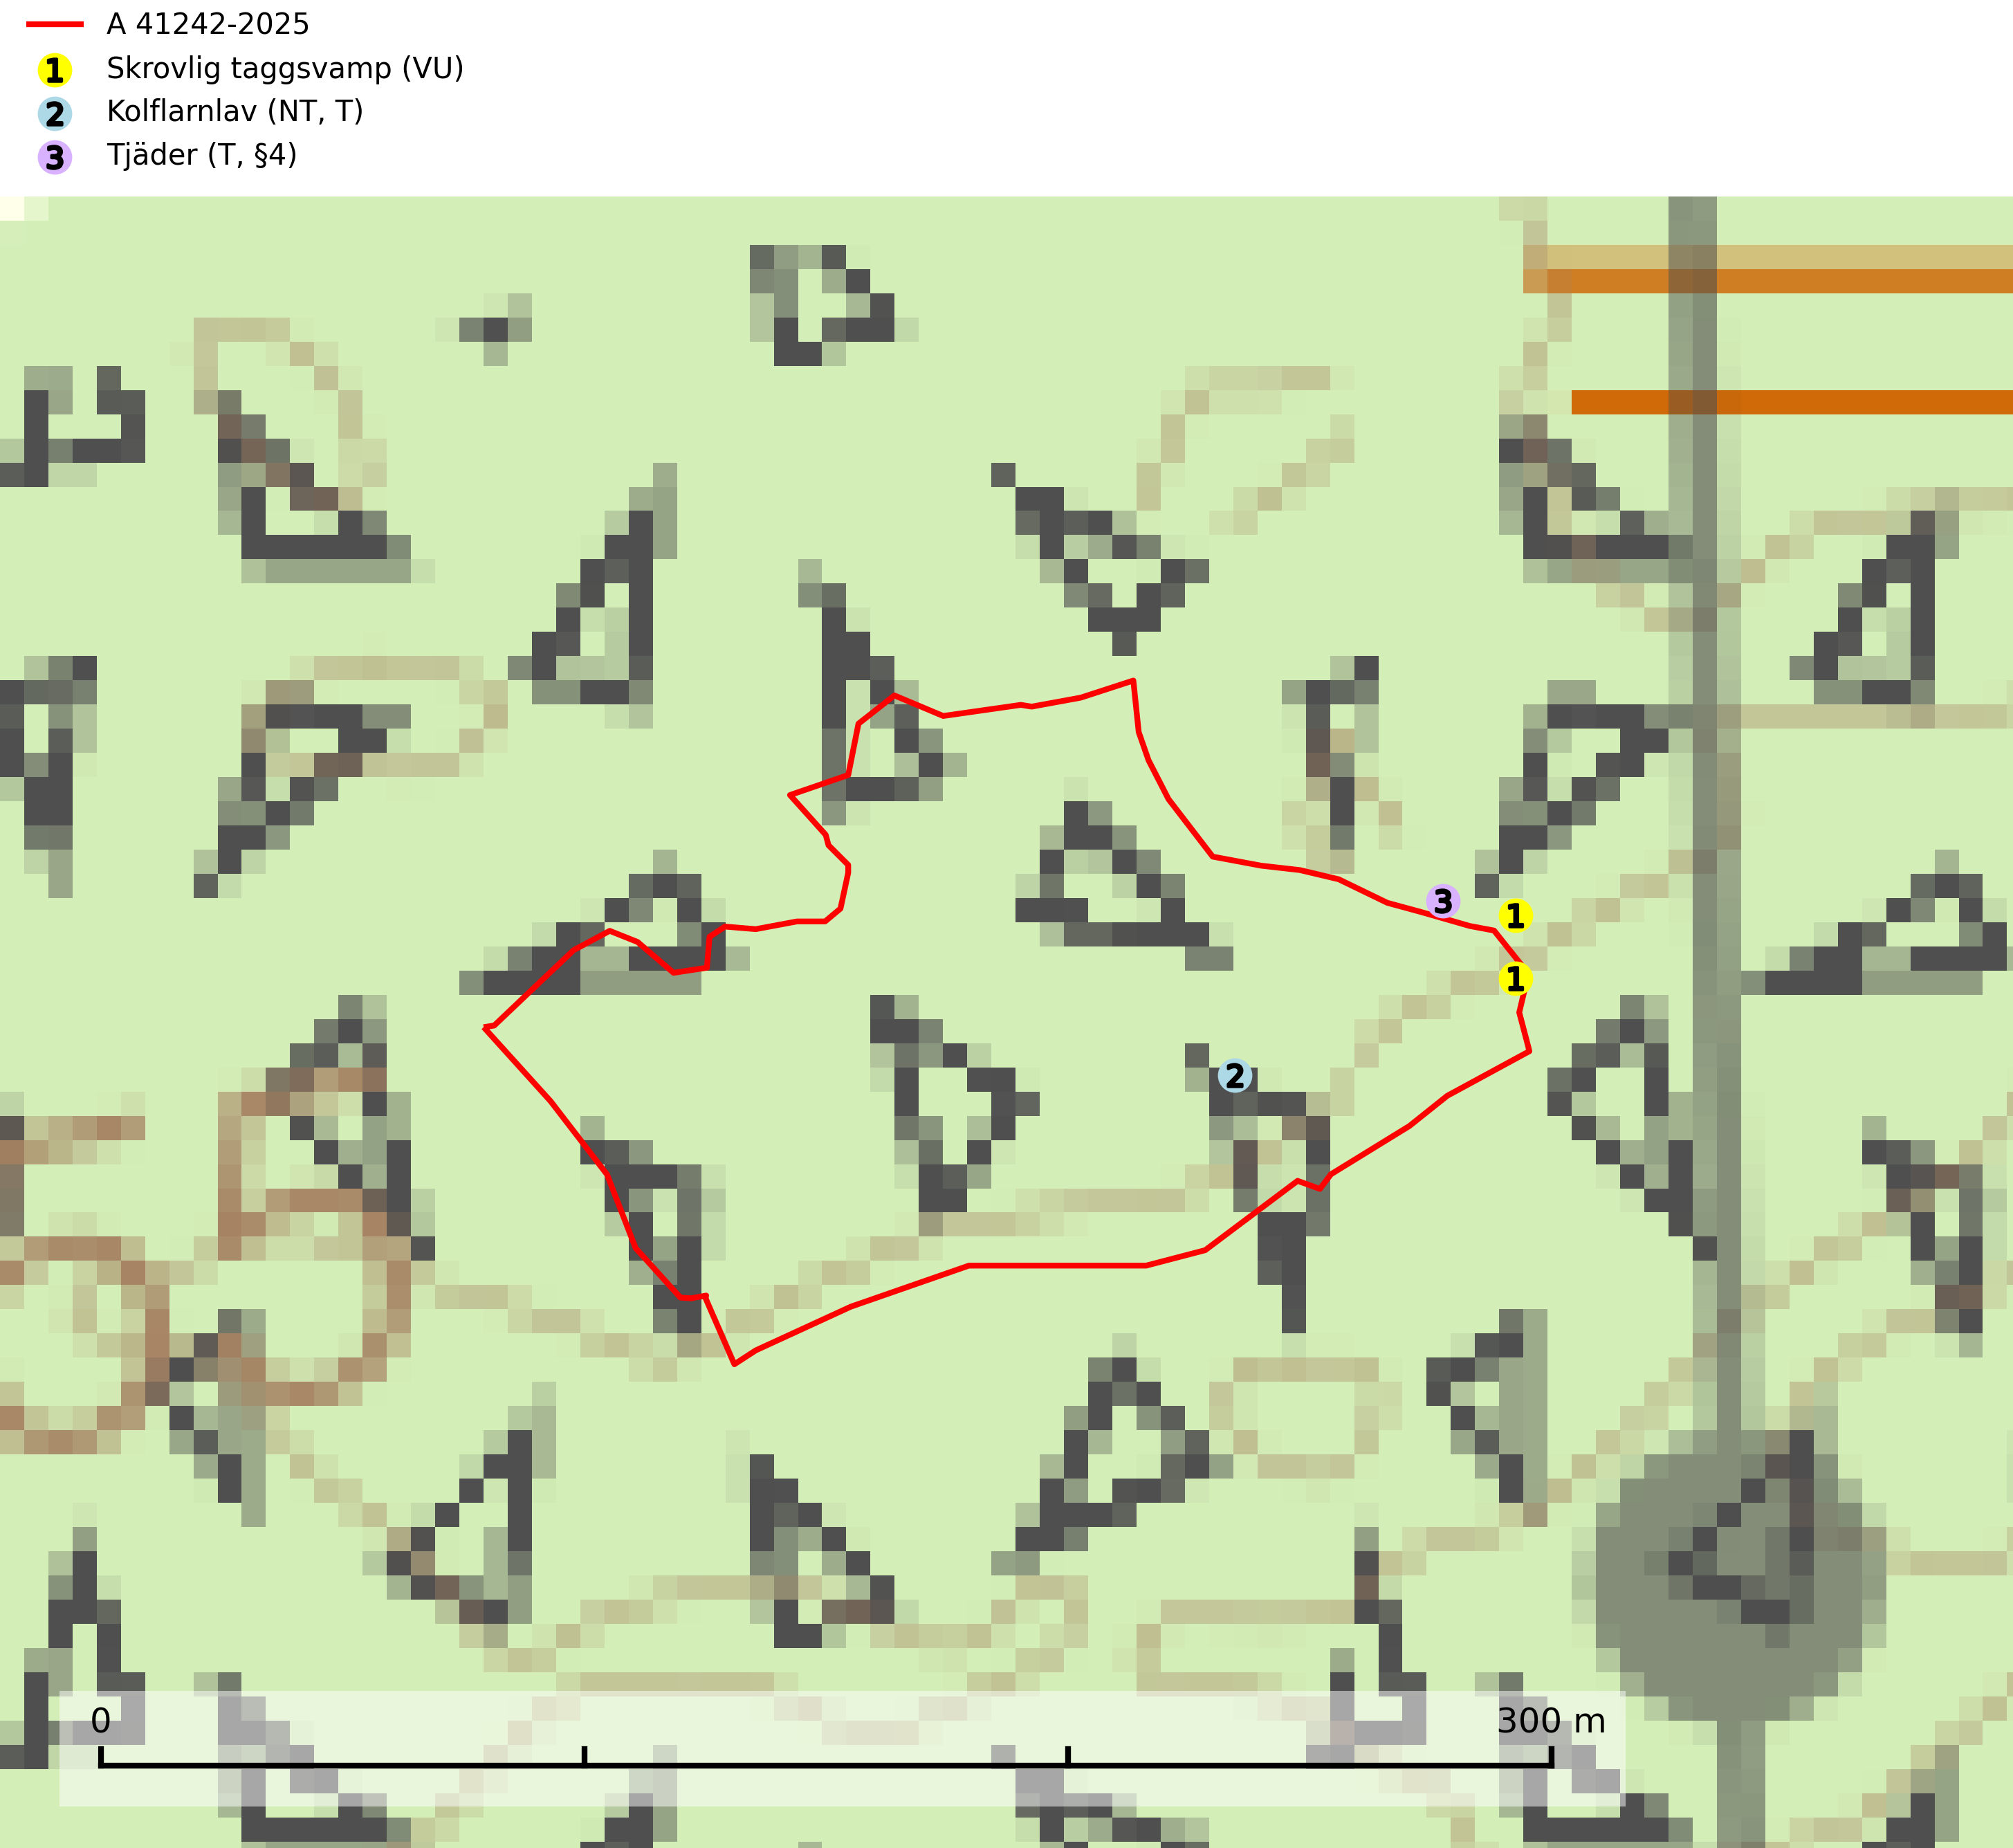 A 41242-2025
1 Skrovlig taggsvamp (VU)
2 Kolflarnlav (NT, T)
3 Tjäder (T, §4)
3
1
1
2
0 300 m